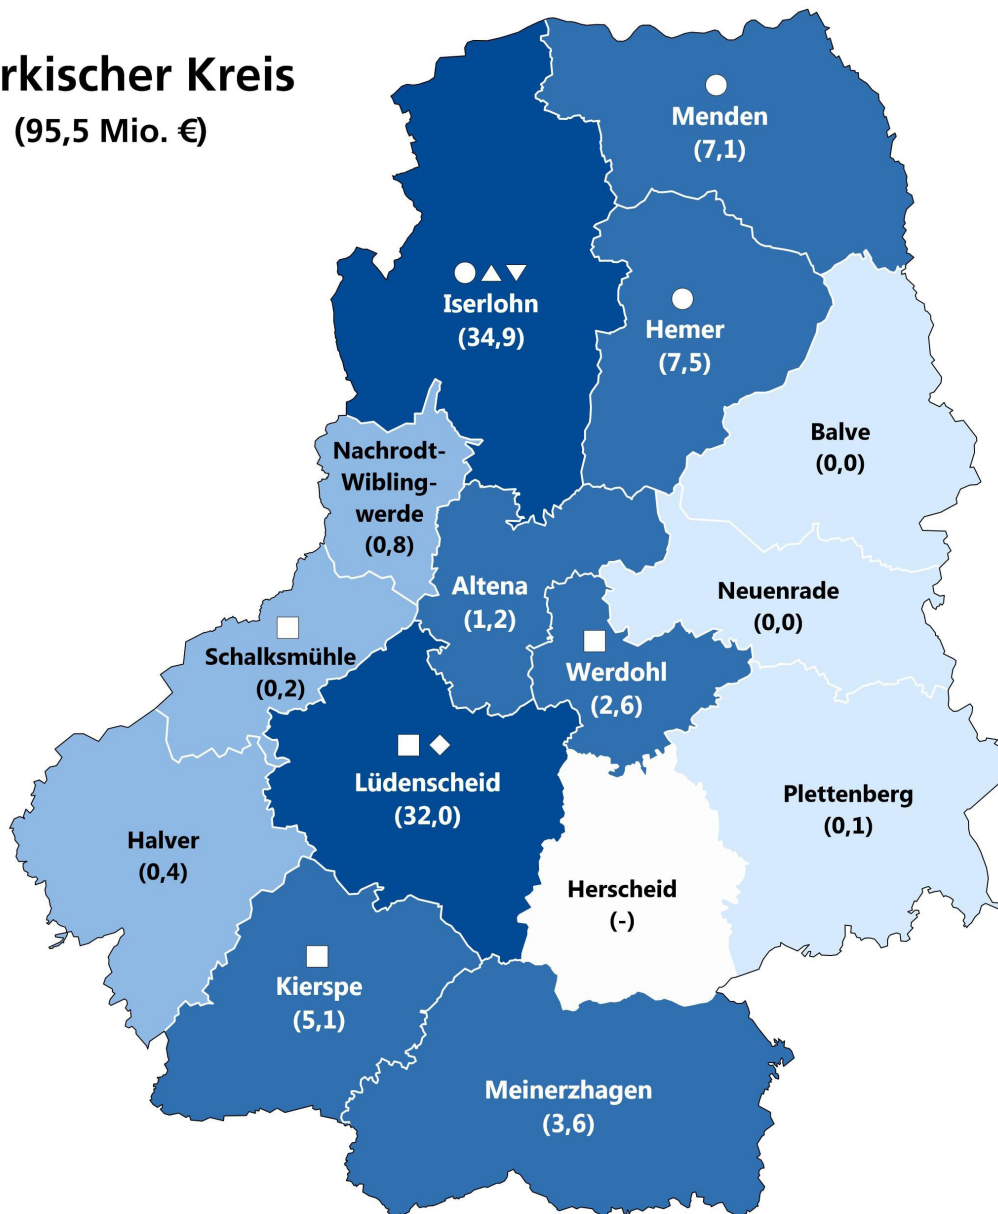 rkischer Kreis
(95,5 Mio. €)
Menden
(7,1)
Iserlohn
(34,9)
Hemer
(7,5)
Balve
(0,0)
Nachrodt-
Wibling-
werde
(0,8)
Altena
(1,2)
Neuenrade
(0,0)
Schalksmühle
(0,2)
Werdohl
(2,6)
Lüdenscheid
(32,0)
Plettenberg
(0,1)
Halver
(0,4)
Herscheid
(-)
Kierspe
(5,1)
Meinerzhagen
(3,6)